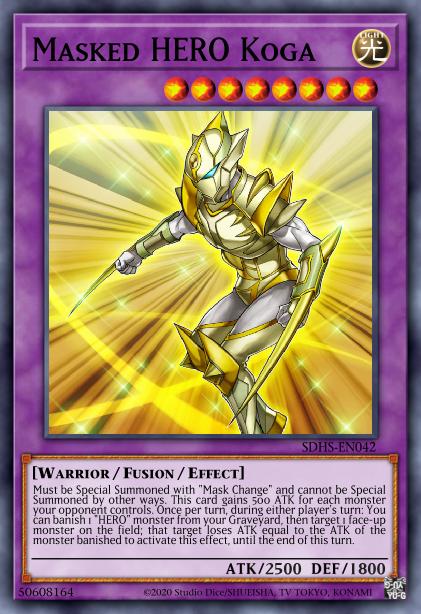 Masked HERO Koga
LIGHT
光
SDHS-EN042
[Warrior / Fusion / Effect]
Must be Special Summoned with "Mask Change" and cannot be Special
Summoned by other ways. This card gains 500 ATK for each monster
your opponent controls. Once per turn, during either player's turn: You
can banish 1 "HERO" monster from your Graveyard, then target 1 face-up
monster on the field; that target loses ATK equal to the ATK of the
monster banished to activate this effect, until the end of this turn.
ATK/2500 DEF/1800
50608164
©2020 Studio Dice/SHUEISHA, TV TOKYO, KONAMI